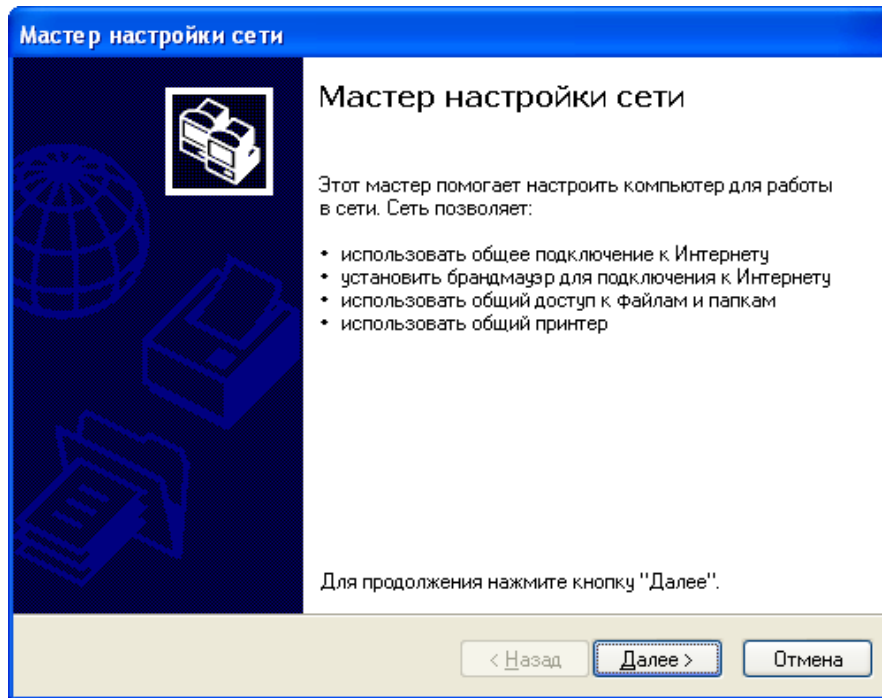 Мастер настройки сети
Мастер настройки сети
Этот мастер помогает настроить компьютер для работы
в сети. Сеть позволяет:
• использовать общее подключение к Интернету
• установить брандмауэр для подключения к Интернету
• использовать общий доступ к файлам и папкам
• использовать общий принтер
Для продолжения нажмите кнопку "Далее".
< Назад Далее > Отмена